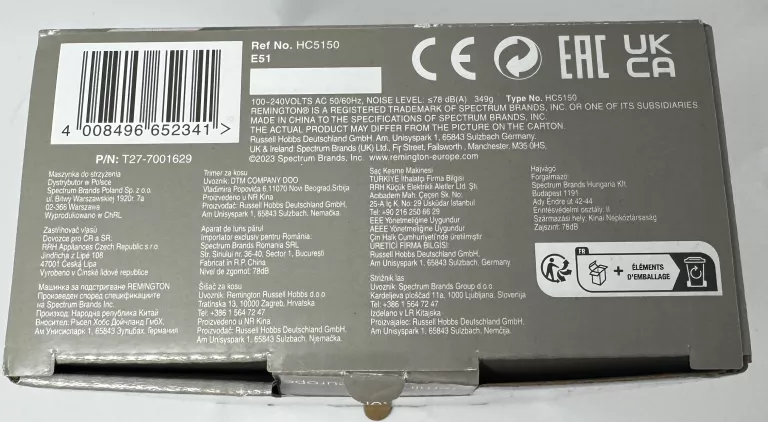 4 008496 652341 >
P/N: T27-7001629
Ref No. HC5150
E51
CE
EAC
UK
CA
100-240VOLTS AC 50/60Hz, NOISE LEVEL: ≤78 dB(A) 349g Type No. HC5150
REMINGTON® IS A REGISTERED TRADEMARK OF SPECTRUM BRANDS, INC. OR ONE OF ITS SUBSIDIARIES
MADE IN CHINA TO THE SPECIFICATIONS OF SPECTRUM BRANDS, INC.
THE ACTUAL PRODUCT MAY DIFFER FROM THE PICTURE ON THE CARTON.
Russell Hobbs Deutschland GmbH. Am. Unisyspark 1, 65843 Sulzbach Germany.
UK & Ireland: Spectrum Brands (UK) Ltd., Fir Street, Failsworth, Manchester, M35 0HS.
©2023 Spectrum Brands, Inc. www.remington-europe.com
Maszynka do strzyżenia
Dystrybutor w Polsce
Spectrum Brands Poland Sp. z o.o.
ul. Bitwy Warszawskiej 1920r. 7a
02-366 Warszawa
Wyprodukowano w ChRL
Zastřihovač vlasů
Dovozce pro ČR a SR.
RRH Appliances Czech Republic s.r.o.
Jindřicha z Lipé 108
47001 Česká Lípa
Vyrobeno v Čínské lidové republice
Машинка за подстригване REMINGTON
Произведен според спецификациите
на Spectrum Brands Inc.
Произход: Народна република Китай
Вносител: Ръсел Хобс Дойчланд ГмбХ,
Ам Унисиспарк 1, 65843 Зулцбах, Германия
Trimer za kosu
Uvoznik: DTM COMPANY DOO
Vladimira Popovića 6,11070 Novi Beograd,Srbija
Proizvedeno u NR Kina
Proizvođač: Russell Hobbs Deutschland GmbH,
Am Unisyspark 1, 65843 Sulzbach. Nemačka.
Aparat de tuns părul
Importator exclusiv pentru România:
Spectrum Brands Romania SRL
Str. Sirului nr. 36-40, Sector 1, București
Fabricat in R.P. China
Nivel de zgomot: 78dB
Šišač za kosu
Uvoznik: Remington Russell Hobbs d.o.o
Tratinska 13, 10000 Zagreb, Hrvatska
Tel: +386 1 564 72 47
Proizvedeno u NR Kini
Proizvođač: Russell Hobbs Deutschland GmbH,
Am Unisyspark 1, 65843 Sulzbach. Njemačka.
Saç Kesme Makinesi
TÜRKİYE İthalatçı Firma Bilgisi
RRH Küçük Elektrikli Aletler Ltd. Şti.
Acıbadem Mah. Çeçen Sk. No:
25-A İç K. No: 29 Üsküdar İstanbul
Tel: +90 216 250 66 29
EEE Yönetmeliğine Uygundur
AEEE Yönetmeliğine Uygundur
Çin Halk Cumhuriyeti'nde üretilmiştir
ÜRETİCİ FİRMA BİLGİSİ:
Russell Hobbs Deutschland GmbH,
Am Unisyspark 1, 65843 Sulzbach, Germany
Strižnik las
Uvoznik: Spectrum Brands Group d.o.o
Kardeljeva ploščad 11a, 1000 Ljubljana, Slovenija
Tel +386 1 564 72 47
Izdelano v LR Kitajska
Proizvajalec: Russell Hobbs Deutschland GmbH,
Am Unisyspark 1, 65843 Sulzbach, Nemčija.
Hajvágó
Forgalmazó:
Spectrum Brands Hungaria Kft.
Budapest 1191
Ady Endre út 42-44
Érintésvédelmi osztály: II
Származási hely: Kínai Népköztársaság
Zajszint: 78dB
FR
+
ÉLÉMENTS
D'EMBALLAGE